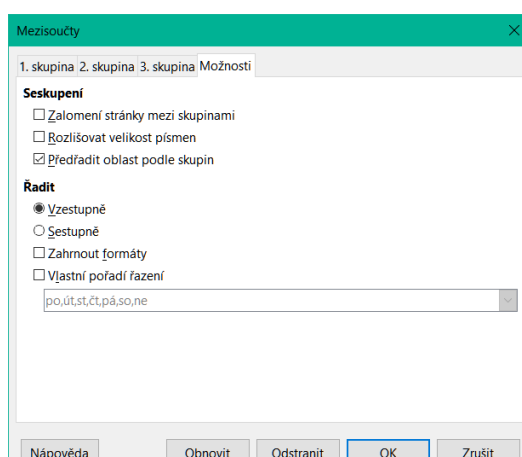 Mezisoučty
1. skupina 2. skupina 3. skupina Možnosti
Seskupení
Zalomení stránky mezi skupinami
Rozlišovat velikost písmen
Předřadit oblast podle skupin
Řadit
Vzestupně
Sestupně
Zahrnout formáty
Vlastní pořadí řazení
po,út,st,čt,pá,so,ne
Nápověda Obnovit Odstranit OK Zrušit